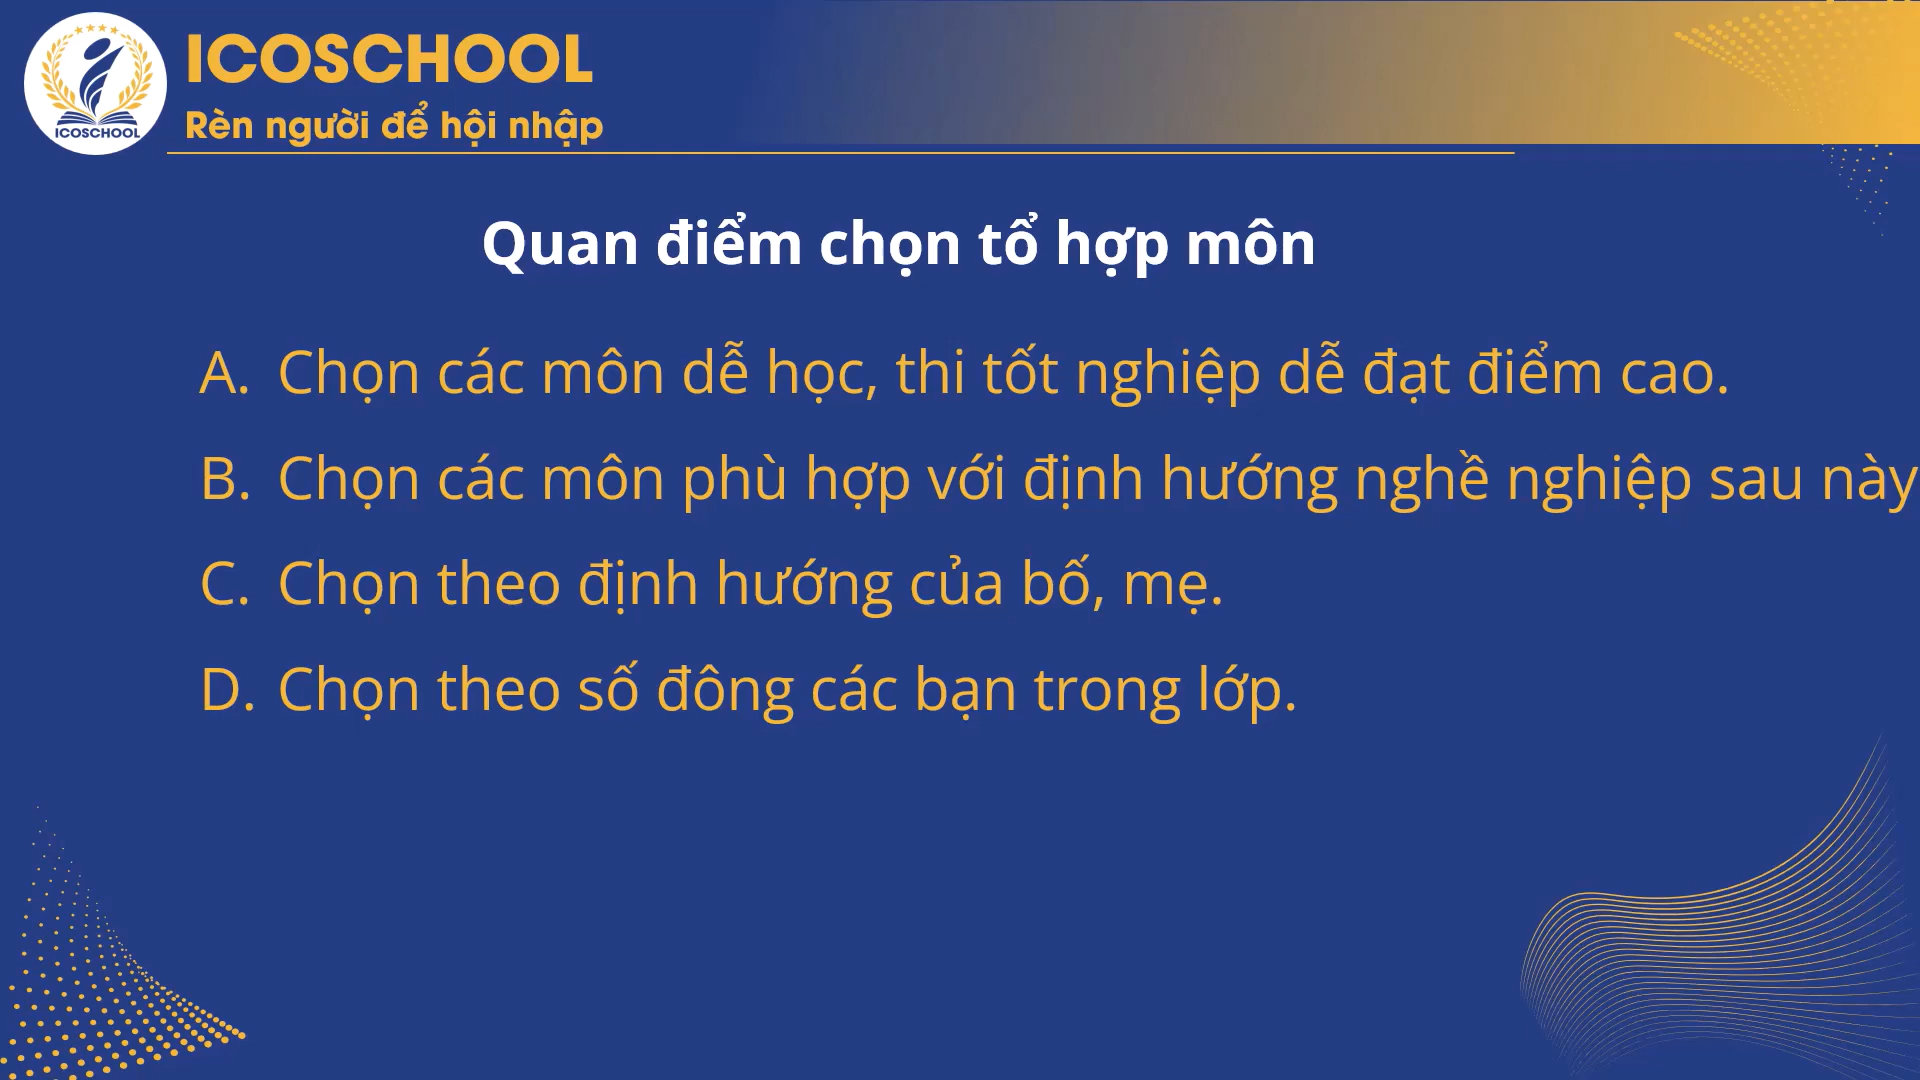 ICOSCHOOL
Rèn người để hội nhập
ICOSCHOOL
Quan điểm chọn tổ hợp môn
A. Chọn các môn dễ học, thi tốt nghiệp dễ đạt điểm cao.
B. Chọn các môn phù hợp với định hướng nghề nghiệp sau này
C. Chọn theo định hướng của bố, mẹ.
D. Chọn theo số đông các bạn trong lớp.